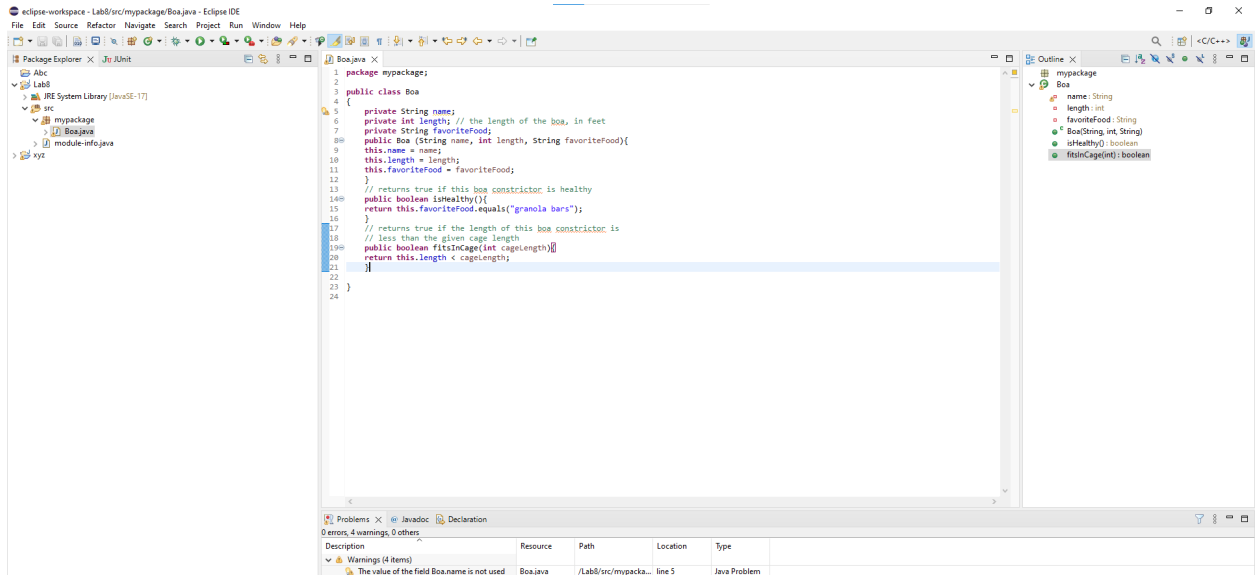 eclipse-workspace - Lab8/src/mypackage/Boa.java - Eclipse IDE
File Edit Source Refactor Navigate Search Project Run Window Help
<C/C++>
Package Explorer Ju JUnit
Abc
Lab8
JRE System Library [JavaSE-17]
src
mypackage
Boa.java
module-info.java
xyz
Boa.java
1 package mypackage;
2
3 public class Boa
4 {
5 private String name;
6 private int length; // the length of the boa, in feet
7 private String favoriteFood;
8 public Boa (String name, int length, String favoriteFood){
9 this.name = name;
10 this.length = length;
11 this.favoriteFood = favoriteFood;
12 }
13 // returns true if this boa constrictor is healthy
14 public boolean isHealthy(){
15 return this.favoriteFood.equals("granola bars");
16 }
17 // returns true if the length of this boa constrictor is
18 // less than the given cage length
19 public boolean fitsInCage(int cageLength){
20 return this.length < cageLength;
21 }
22
23 }
24
Outline
mypackage
Boa
name : String
length : int
favoriteFood : String
Boa(String, int, String)
isHealthy() : boolean
fitsInCage(int) : boolean
Problems Javadoc Declaration
0 errors, 4 warnings, 0 others
Description Resource Path Location Type
Warnings (4 items)
The value of the field Boa.name is not used Boa.java /Lab8/src/mypacka... line 5 Java Problem